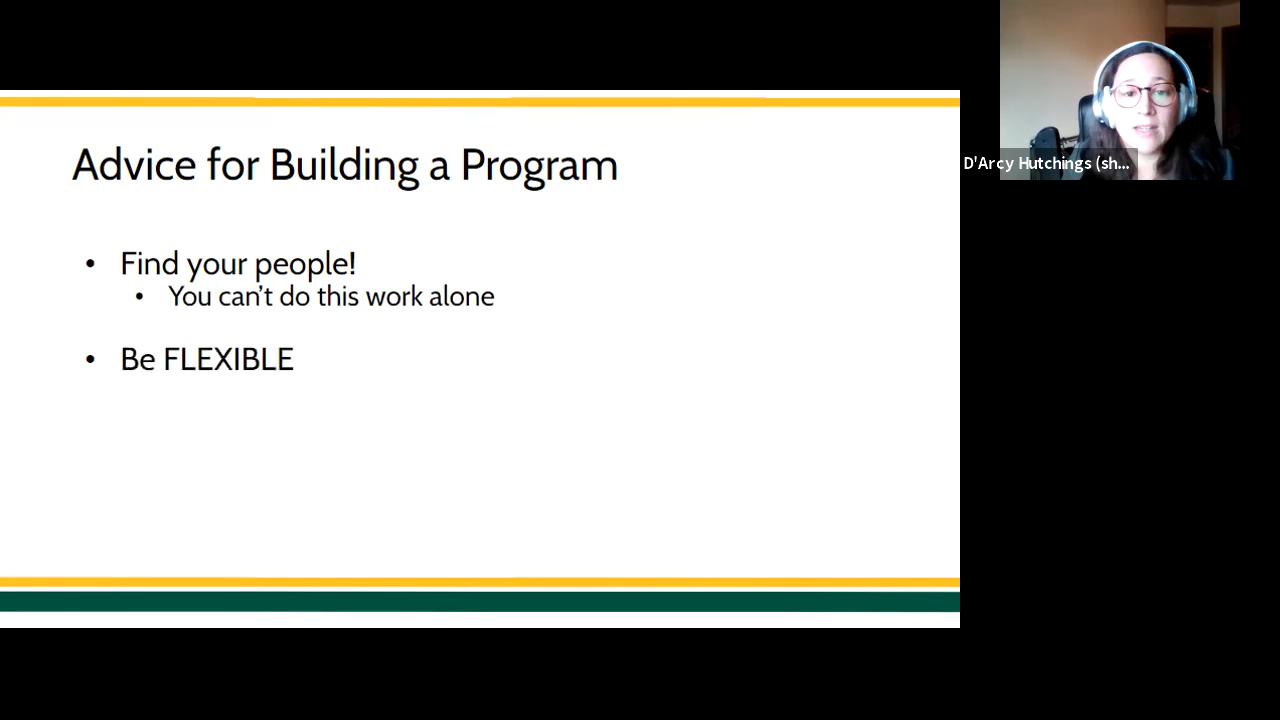 Advice for Building a Program
• Find your people!
• You can’t do this work alone
• Be FLEXIBLE
D'Arcy Hutchings (sh...